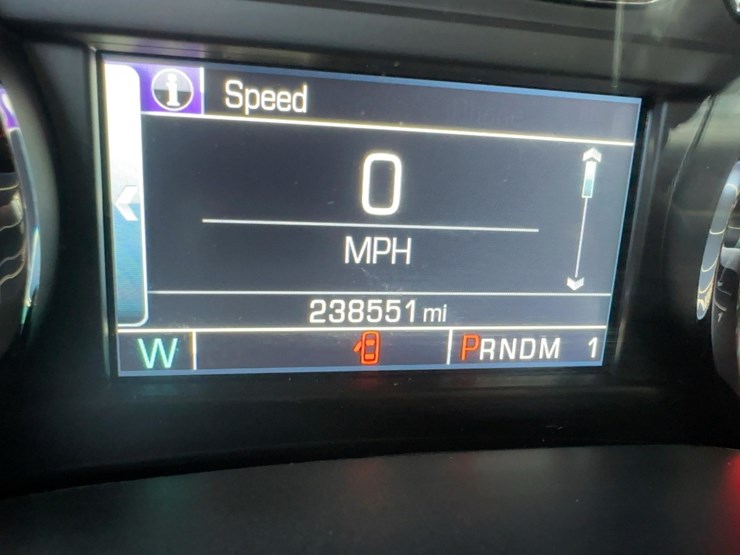 Speed
0
MPH
238551 mi
W
PRNDM 1